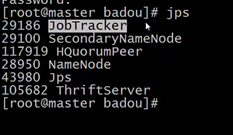 [root@master badou]# jps
29186 JobTracker
29100 SecondaryNameNode
117919 HQuorumPeer
28950 NameNode
43980 Jps
105682 ThriftServer
[root@master badou]#